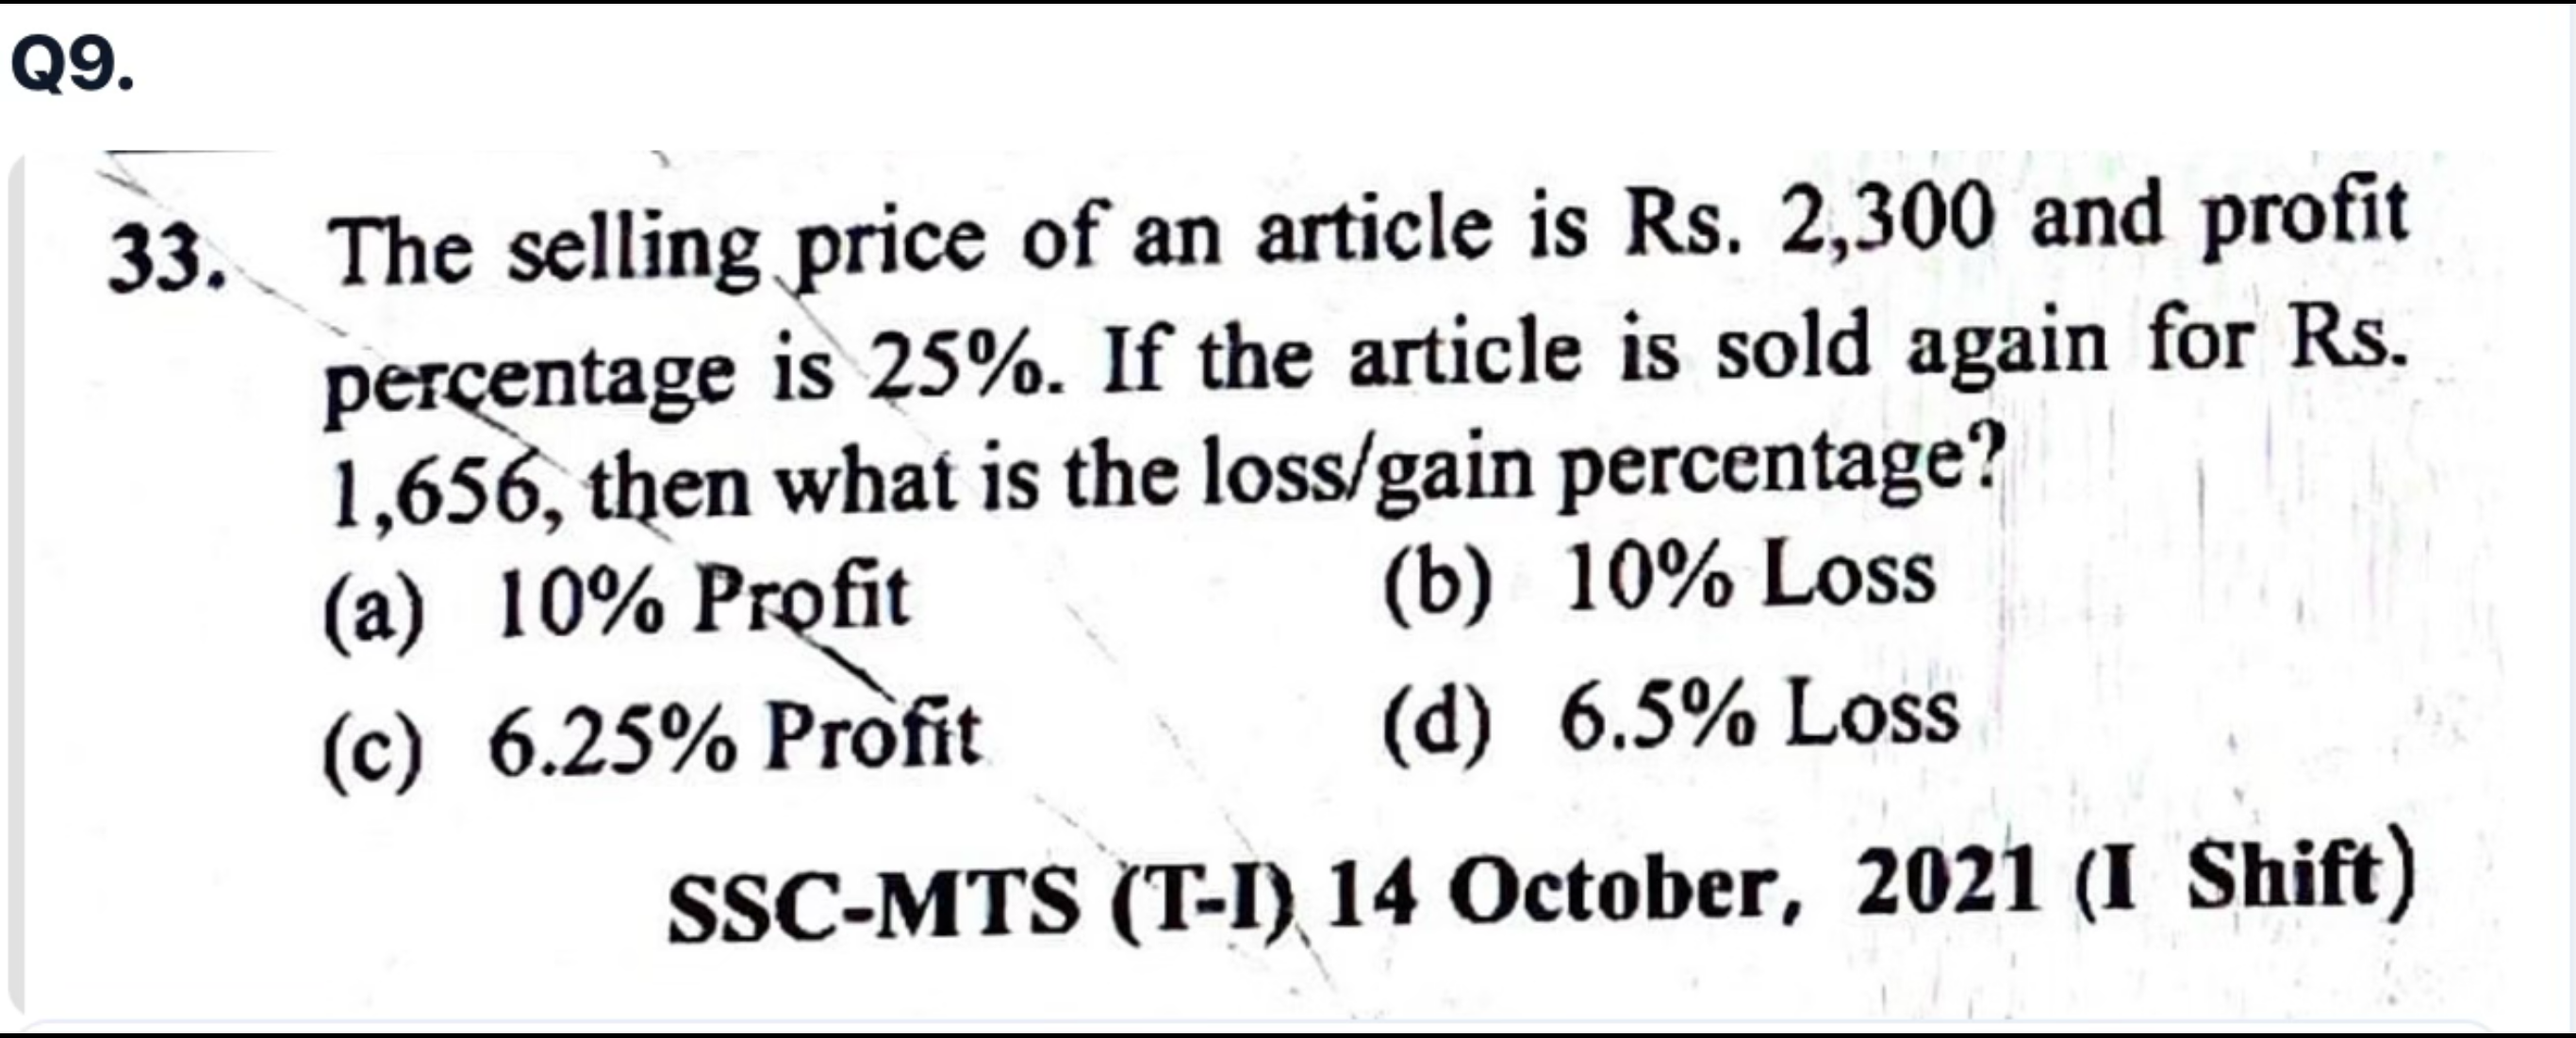 Q9.
33. The selling price of an article is Rs. 2,300 and profit
percentage is 25%. If the article is sold again for Rs.
1,656, then what is the loss/gain percentage?
(a) 10% Profit (b) 10% Loss
(c) 6.25% Profit (d) 6.5% Loss
SSC-MTS (T-I) 14 October, 2021 (I Shift)